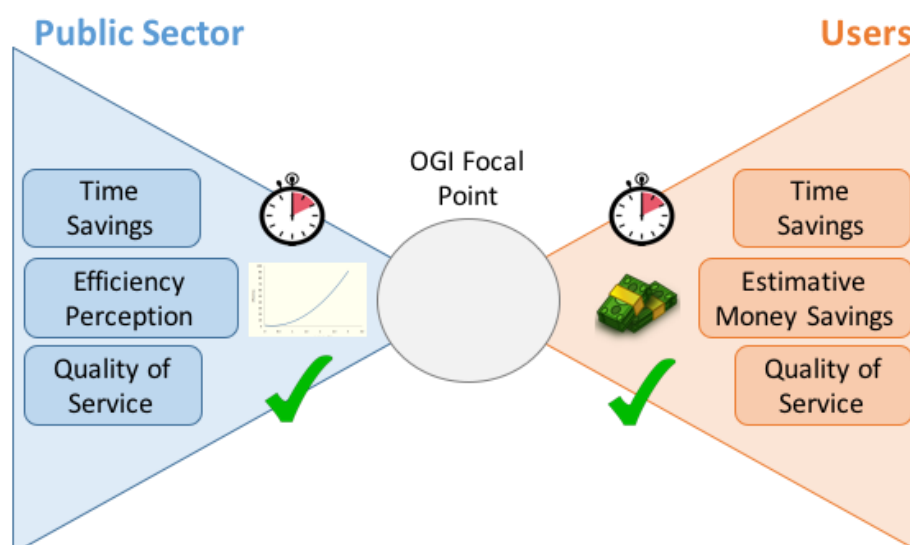 Public Sector
Users
OGI Focal
Point
Time
Savings
Efficiency
Perception
Quality of
Service
Time
Savings
Estimative
Money Savings
Quality of
Service